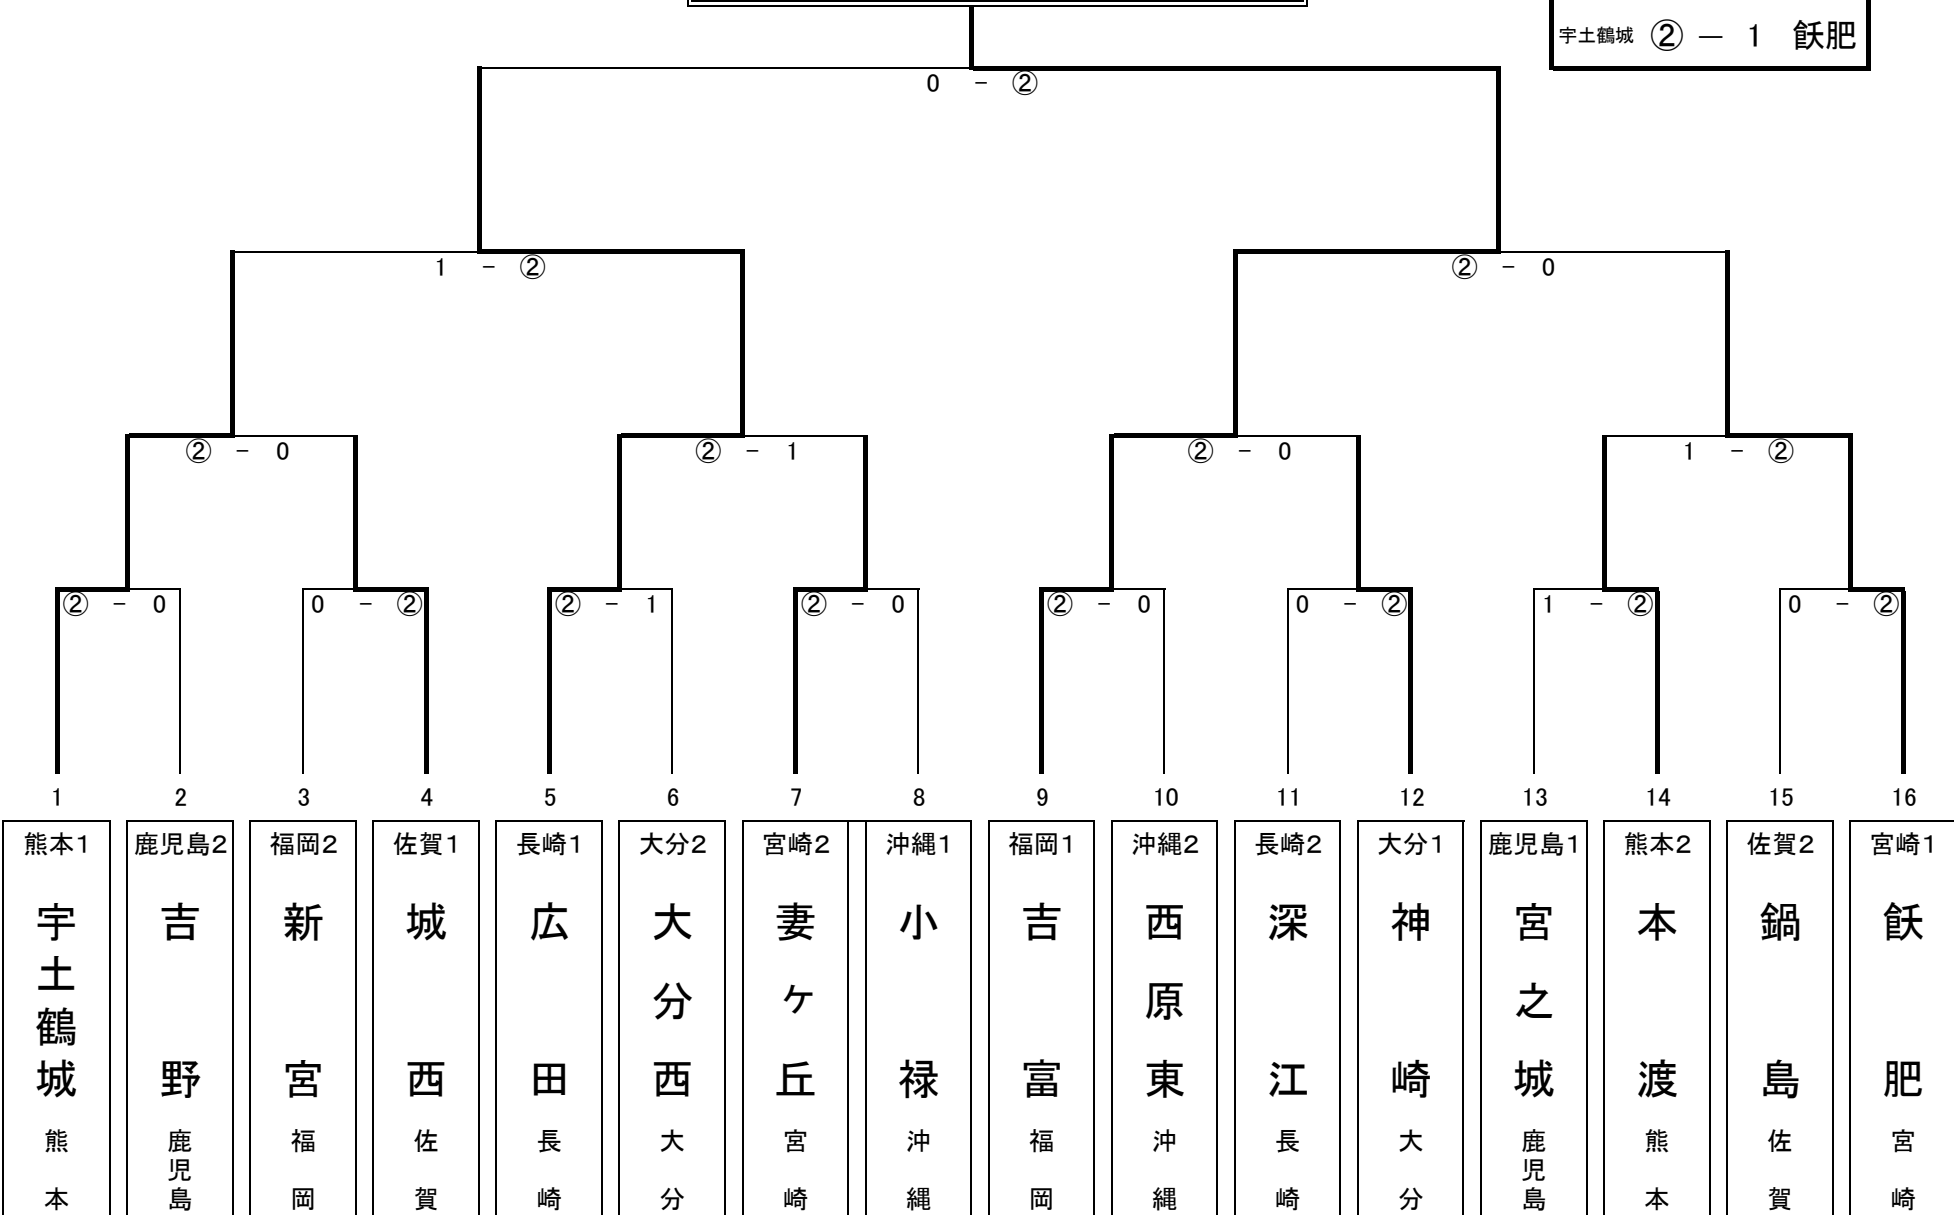 宇土鶴城 ② － 1 飫肥
0 － ②
1 － ②
② － 0
② － 0
② － 1
② － 0
1 － ②
② － 0
0 － ②
② － 1
② － 0
② － 0
0 － ②
1 － ②
0 － ②
1 2 3 4 5 6 7 8 9 10 11 12 13 14 15 16
熊本1 鹿児島2 福岡2 佐賀1 長崎1 大分2 宮崎2 沖縄1 福岡1 沖縄2 長崎2 大分1 鹿児島1 熊本2 佐賀2 宮崎1
宇土鶴城
吉野
新宮
城西
広田
大分西
妻ケ丘
小禄
吉富
西原東
深江
神崎
宮之城
本渡
鍋島
飫肥
熊本
鹿児島
福岡
佐賀
長崎
大分
宮崎
沖縄
福岡
沖縄
長崎
大分
鹿児島
熊本
佐賀
宮崎